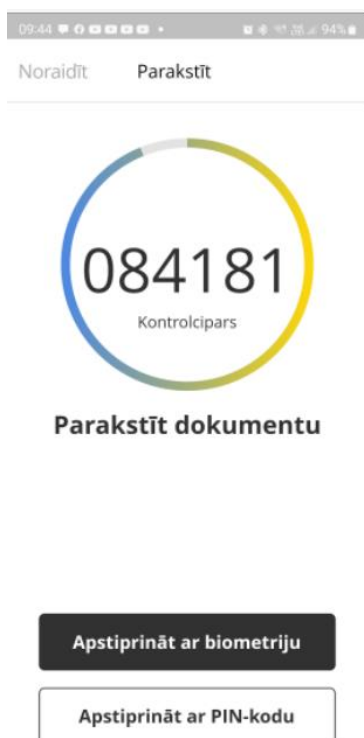 09:44 94%
Noraidīt Parakstīt
084181
Kontrolcipars
Parakstīt dokumentu
Apstiprināt ar biometriju
Apstiprināt ar PIN-kodu